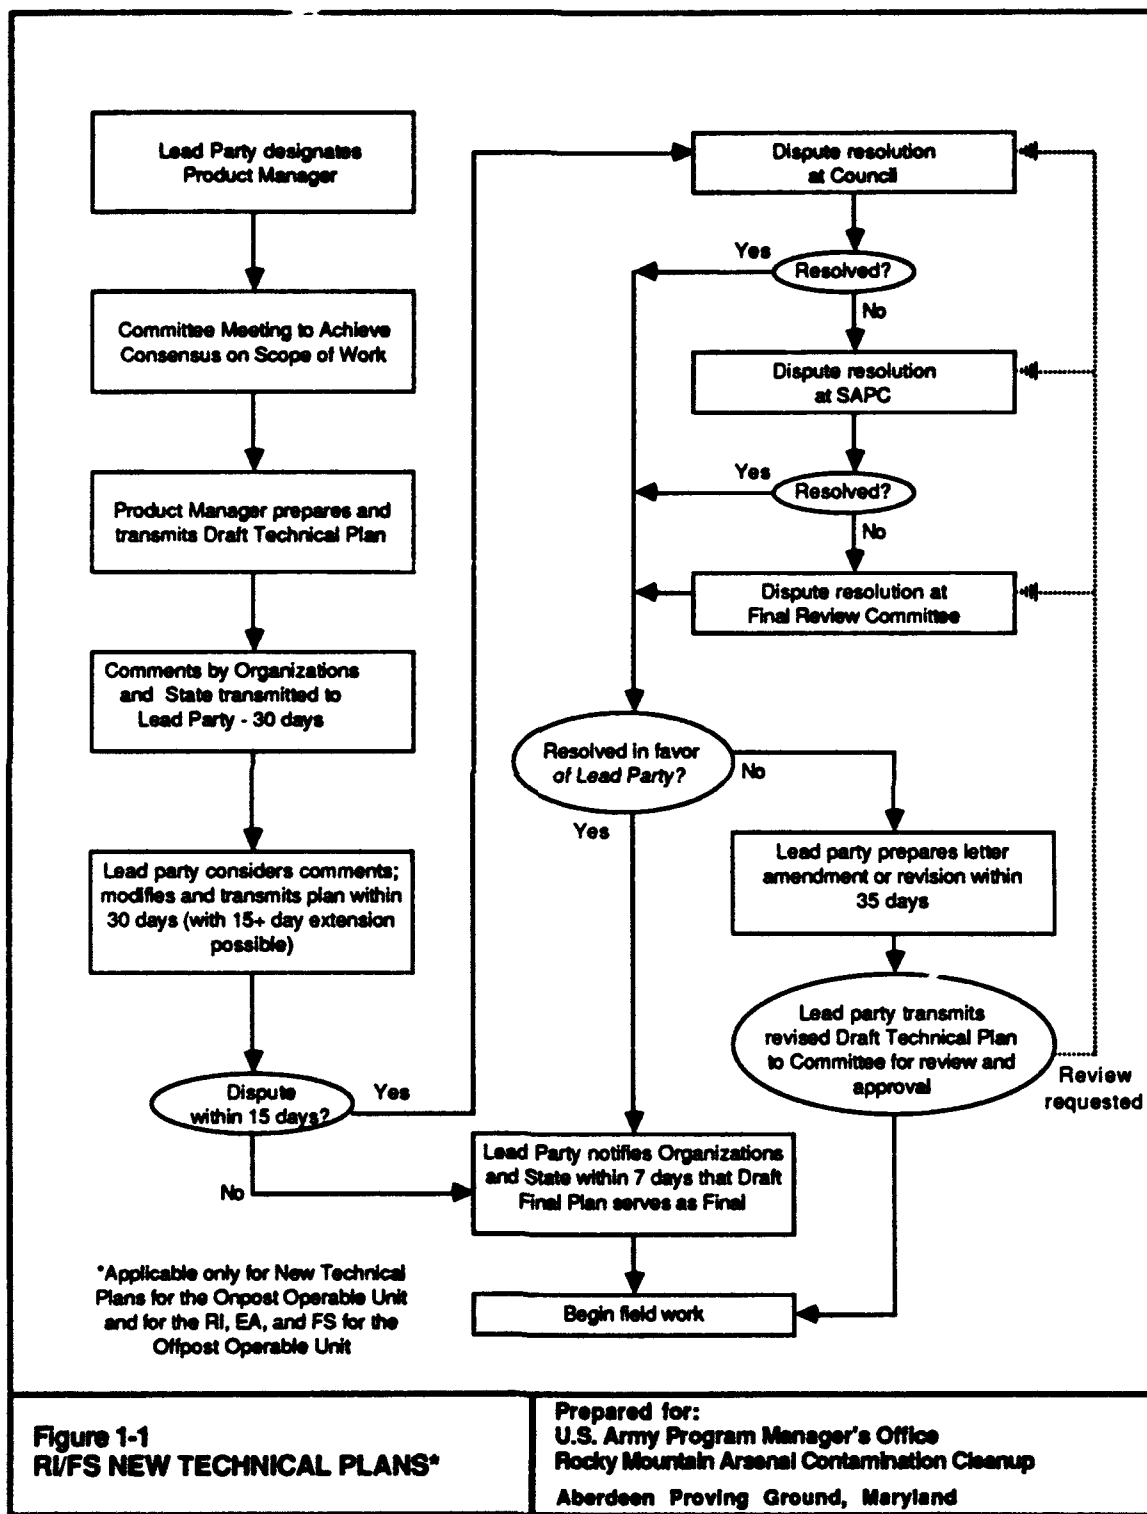 Lead Party designates
Product Manager
Committee Meeting to Achieve
Consensus on Scope of Work
Product Manager prepares and
transmits Draft Technical Plan
Comments by Organizations
and State transmitted to
Lead Party - 30 days
Lead party considers comments;
modifies and transmits plan within
30 days (with 15+ day extension
possible)
Dispute
within 15 days?
Yes
No
Dispute resolution
at Council
Yes
Resolved?
No
Dispute resolution
at SAPC
Yes
Resolved?
No
Dispute resolution at
Final Review Committee
Resolved in favor
of Lead Party?
No
Yes
Lead party prepares letter
amendment or revision within
35 days
Lead party transmits
revised Draft Technical Plan
to Committee for review and
approval
Review
requested
Lead Party notifies Organizations
and State within 7 days that Draft
Final Plan serves as Final
Begin field work
*Applicable only for New Technical
Plans for the Onpost Operable Unit
and for the RI, EA, and FS for the
Offpost Operable Unit
Figure 1-1
RI/FS NEW TECHNICAL PLANS*
Prepared for:
U.S. Army Program Manager's Office
Rocky Mountain Arsenal Contamination Cleanup
Aberdeen Proving Ground, Maryland